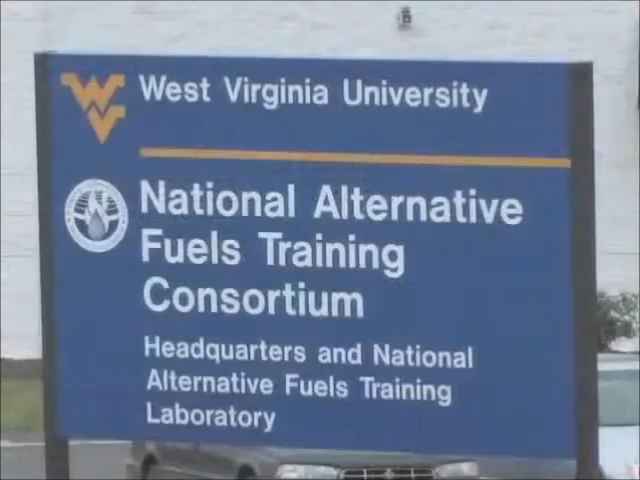 West Virginia University
National Alternative
Fuels Training
Consortium
Headquarters and National
Alternative Fuels Training
Laboratory